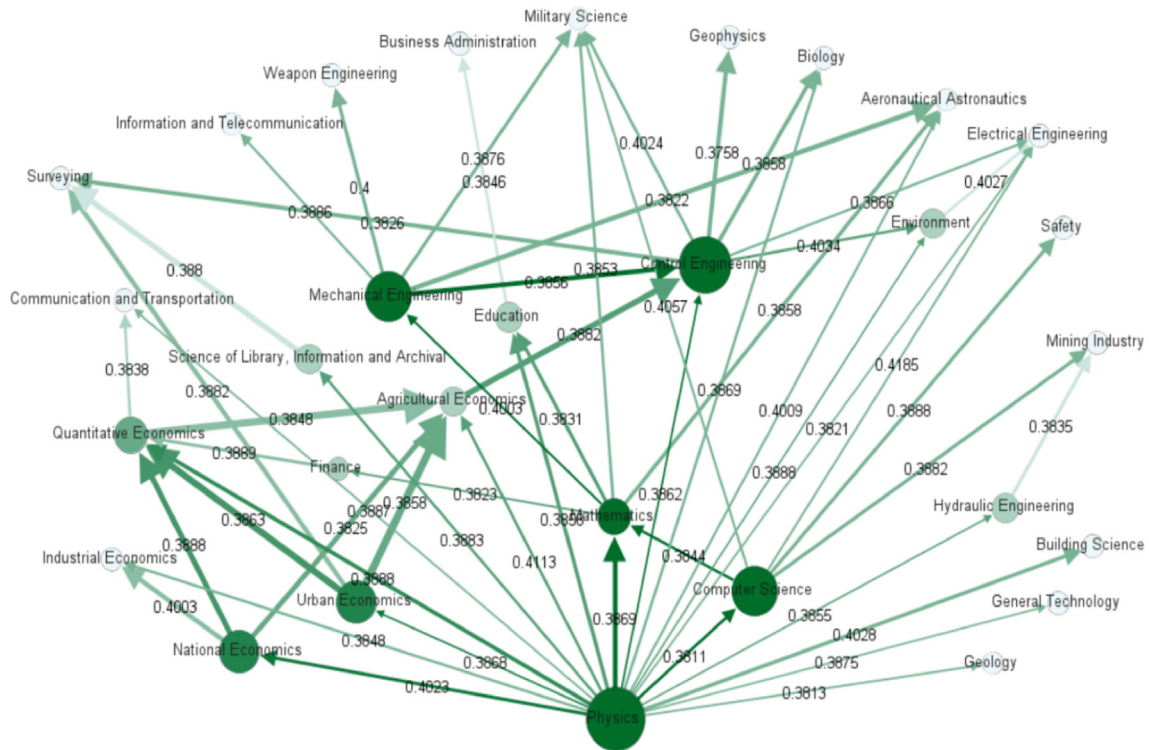 Military Science
Business Administration
Geophysics
Biology
Weapon Engineering
Aeronautical Astronautics
Information and Telecommunication
Electrical Engineering
0.4024
0.3876
0.3758
0.3858
Surveying
0.3846
0.4027
0.4
0.3822
0.3866
0.3886
0.3826
Environment
Safety
0.4034
Control Engineering
0.388
0.3853
0.3856
Mechanical Engineering
Communication and Transportation
0.4057
0.3858
Education
0.3882
Mining Industry
Science of Library, Information and Archival
0.3838
0.4185
0.3882
0.3869
Agricultural Economics
0.4003
0.4009
0.3888
0.3848
0.3831
0.3821
0.3835
Quantitative Economics
0.3889
Finance
0.3882
0.3888
0.3823
0.3862
0.3858
0.3887
Hydraulic Engineering
Mathematics
0.3863
0.3825
0.3883
0.3888
Building Science
Industrial Economics
0.4113
0.3844
0.3888
Computer Science
Urban Economics
General Technology
0.4003
0.3855
0.3869
0.4028
0.3848
National Economics
0.3868
0.3811
0.3875
Geology
0.4023
0.3813
Physics